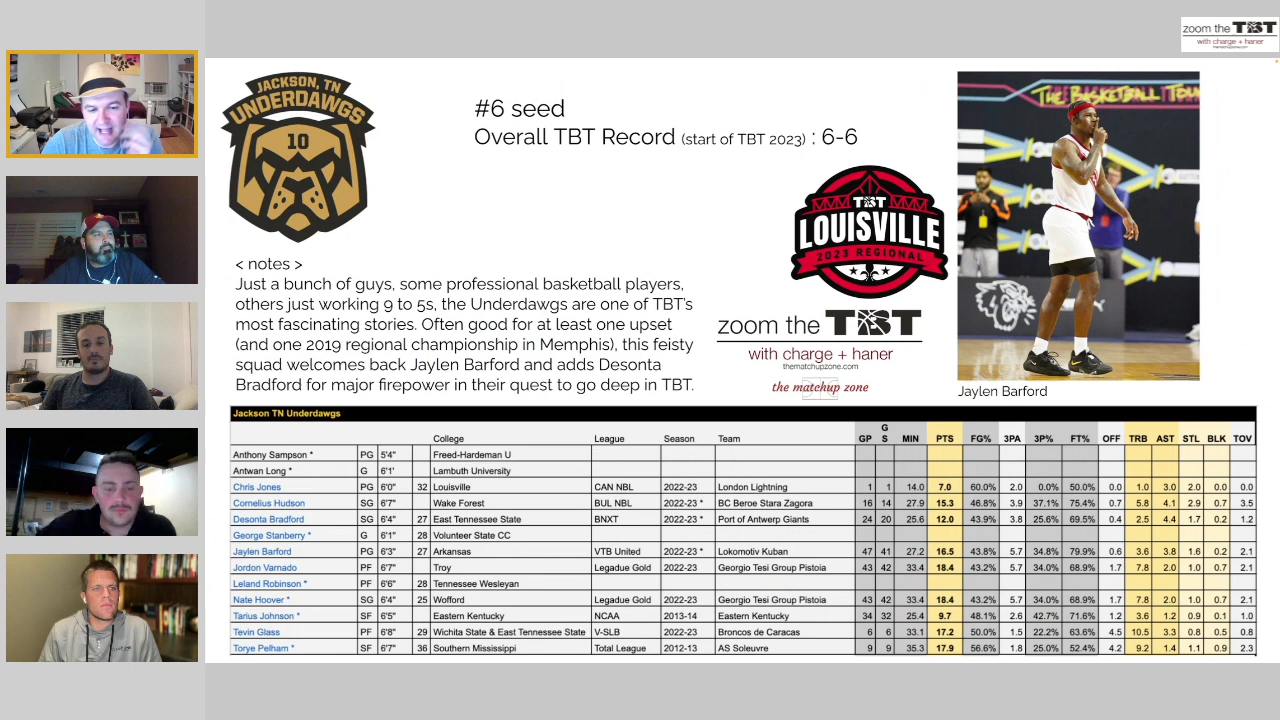 zoom the TBT
with charge + haner
thematchupzone.com
JACKSON, TN
UNDERDAWGS
10
#6 seed
Overall TBT Record (start of TBT 2023) : 6-6
THE BASKETBALL TOUR
TBT
LOUISVILLE
2023 REGIONAL
< notes >
Just a bunch of guys, some professional basketball players,
others just working 9 to 5s, the Underdawgs are one of TBT's
most fascinating stories. Often good for at least one upset
(and one 2019 regional championship in Memphis), this feisty
squad welcomes back Jaylen Barford and adds Desonta
Bradford for major firepower in their quest to go deep in TBT.
zoom the TBT
with charge + haner
thematchupzone.com
the matchup zone
Jaylen Barford
Jackson TN Underdawgs
College League Season Team GP GS MIN PTS FG% 3PA 3P% FT% OFF TRB AST STL BLK TOV
Anthony Sampson * PG 5'4" Freed-Hardeman U
Antwan Long * G 6'1' Lambuth University
Chris Jones PG 6'0" 32 Louisville CAN NBL 2022-23 London Lightning 1 1 14.0 7.0 60.0% 2.0 0.0% 50.0% 0.0 1.0 3.0 2.0 0.0 0.0
Cornelius Hudson SG 6'7" Wake Forest BUL NBL 2022-23 * BC Beroe Stara Zagora 16 14 27.9 15.3 46.8% 3.9 37.1% 75.4% 0.9 5.8 4.1 2.9 0.7 3.5
Desonta Bradford SG 6'4" 27 East Tennessee State BNXT 2022-23 * Port of Antwerp Giants 24 20 25.6 12.0 43.9% 3.8 25.6% 69.5% 0.4 2.5 4.4 1.7 0.2 1.2
George Stanberry * G 6'1" 28 Volunteer State CC
Jaylen Barford PG 6'3" 27 Arkansas VTB United 2022-23 * Lokomotiv Kuban 47 41 27.2 16.5 43.8% 5.7 34.8% 79.9% 0.6 3.6 3.8 1.6 0.2 2.1
Jordon Varnado PF 6'7" Troy Legadue Gold 2022-23 Georgio Tesi Group Pistoia 43 42 33.4 18.4 43.2% 5.7 34.0% 68.9% 1.7 7.8 2.0 1.0 0.7 2.1
Leland Robinson * PF 6'6" 28 Tennessee Wesleyan
Nate Hoover * SG 6'4" 25 Wofford Legadue Gold 2022-23 Georgio Tesi Group Pistoia 43 42 33.4 18.4 43.2% 5.7 34.0% 68.9% 1.7 7.8 2.0 1.0 0.7 2.1
Tarius Johnson * SF 6'5" Eastern Kentucky NCAA 2013-14 Eastern Kentucky 34 32 25.4 9.7 48.1% 2.6 42.7% 71.6% 1.2 3.6 1.2 0.9 0.1 1.0
Tevin Glass PF 6'8" 29 Wichita State & East Tennessee State V-SLB 2022-23 Broncos de Caracas 6 6 33.1 17.2 50.0% 1.5 22.2% 63.6% 4.5 10.5 3.3 0.8 0.5 0.8
Torye Pelham * SF 6'7" 36 Southern Mississippi Total League 2012-13 AS Soleuvre 9 9 35.3 17.9 56.6% 1.8 25.0% 52.4% 4.2 9.2 1.4 1.1 0.9 2.3